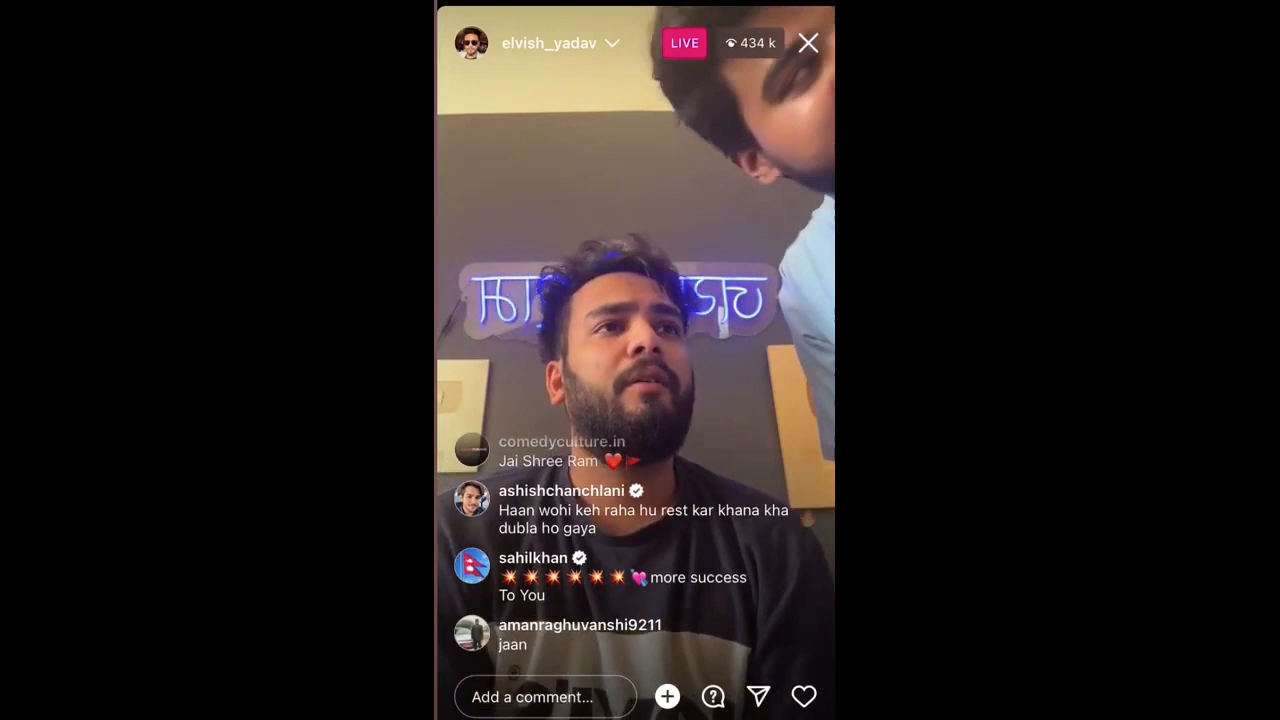 elvish_yadav
LIVE
434 k
comedyculture.in
Jai Shree Ram ❤️🚩
ashishchanchlani
Haan wohi keh raha hu rest kar khana kha
dubla ho gaya
sahilkhan
💥💥💥💥💥💥💘more success
To You
amanraghuvanshi9211
jaan
Add a comment...